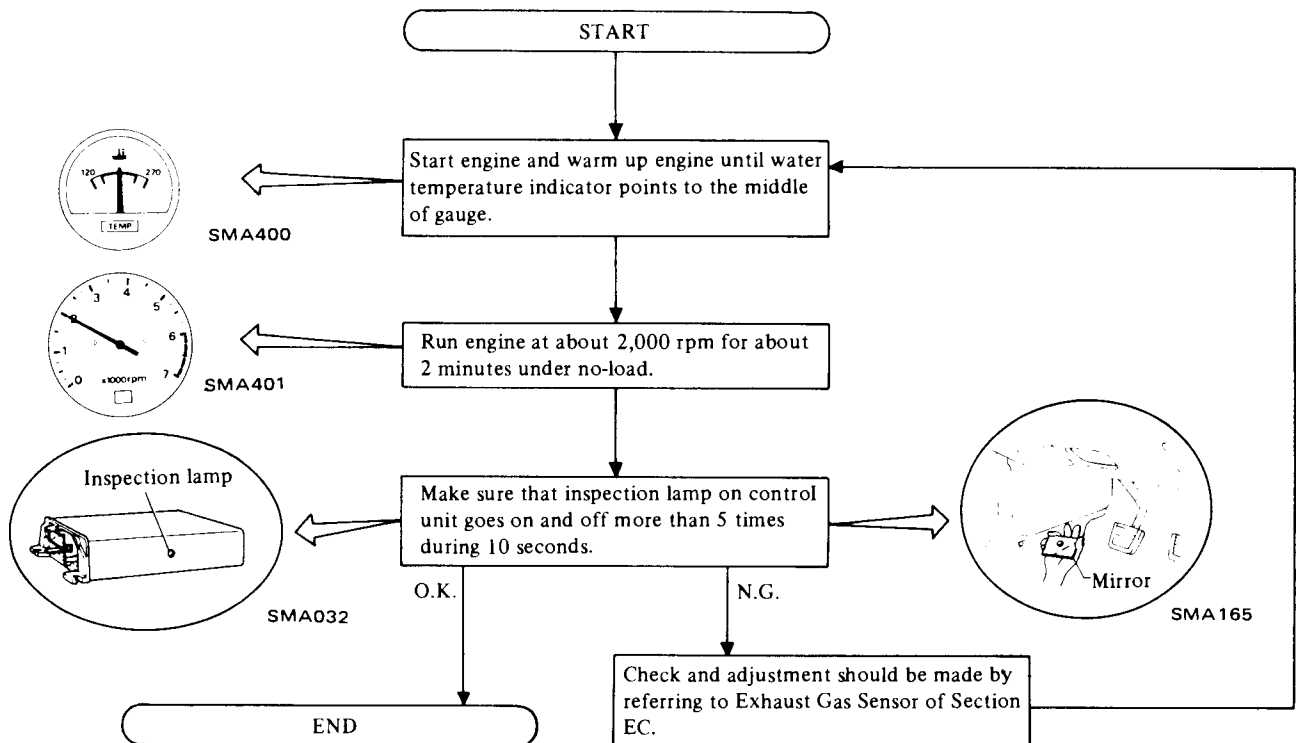 START
Start engine and warm up engine until water
temperature indicator points to the middle
of gauge.
120
270
TEMP
SMA400
Run engine at about 2,000 rpm for about
2 minutes under no-load.
0
1
2
3
4
5
6
7
x1000rpm
SMA401
Make sure that inspection lamp on control
unit goes on and off more than 5 times
during 10 seconds.
Inspection lamp
SMA032
Mirror
SMA165
O.K.
N.G.
Check and adjustment should be made by
referring to Exhaust Gas Sensor of Section
EC.
END